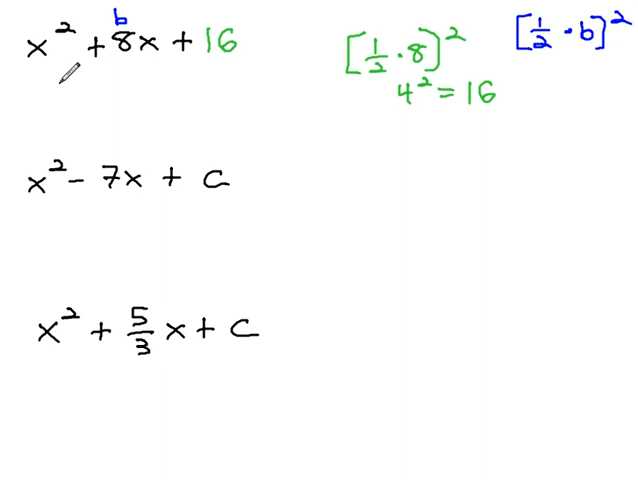 x² + 8x + 16
b
[1/2 · 8]²
4² = 16
[1/2 · b]²
x² - 7x + c
x² + 5/3 x + c